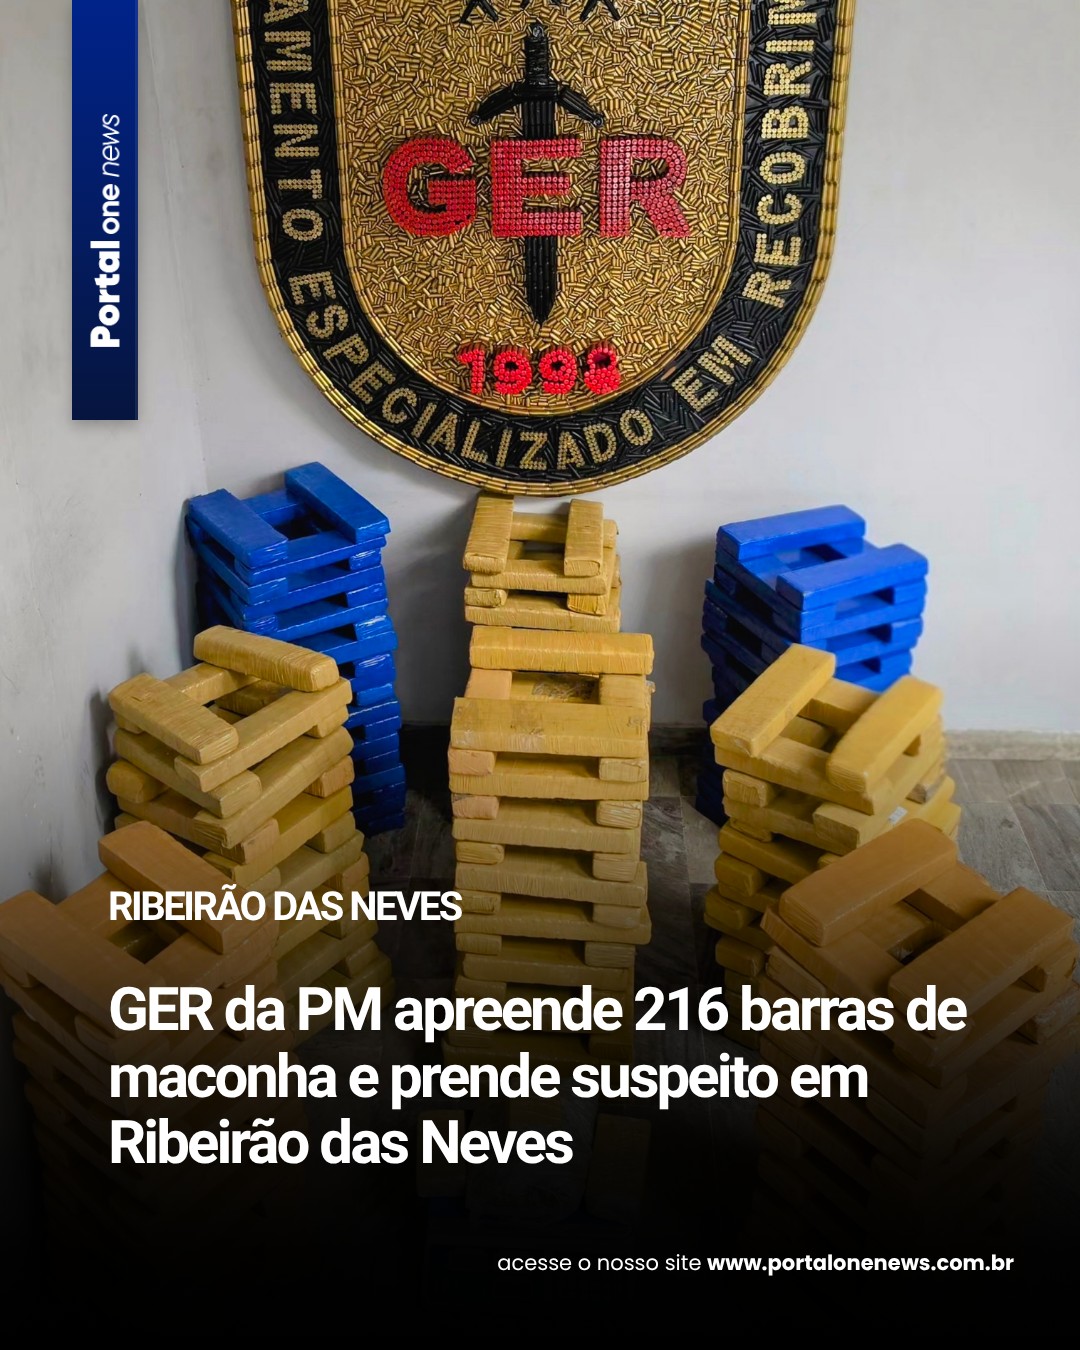 Portal one news
AMENTO ESPECIALIZADO EM
GER
1998
RIBEIRÃO DAS NEVES
GER da PM apreende 216 barras de
maconha e prende suspeito em
Ribeirão das Neves
acesse o nosso site www.portalonenews.com.br